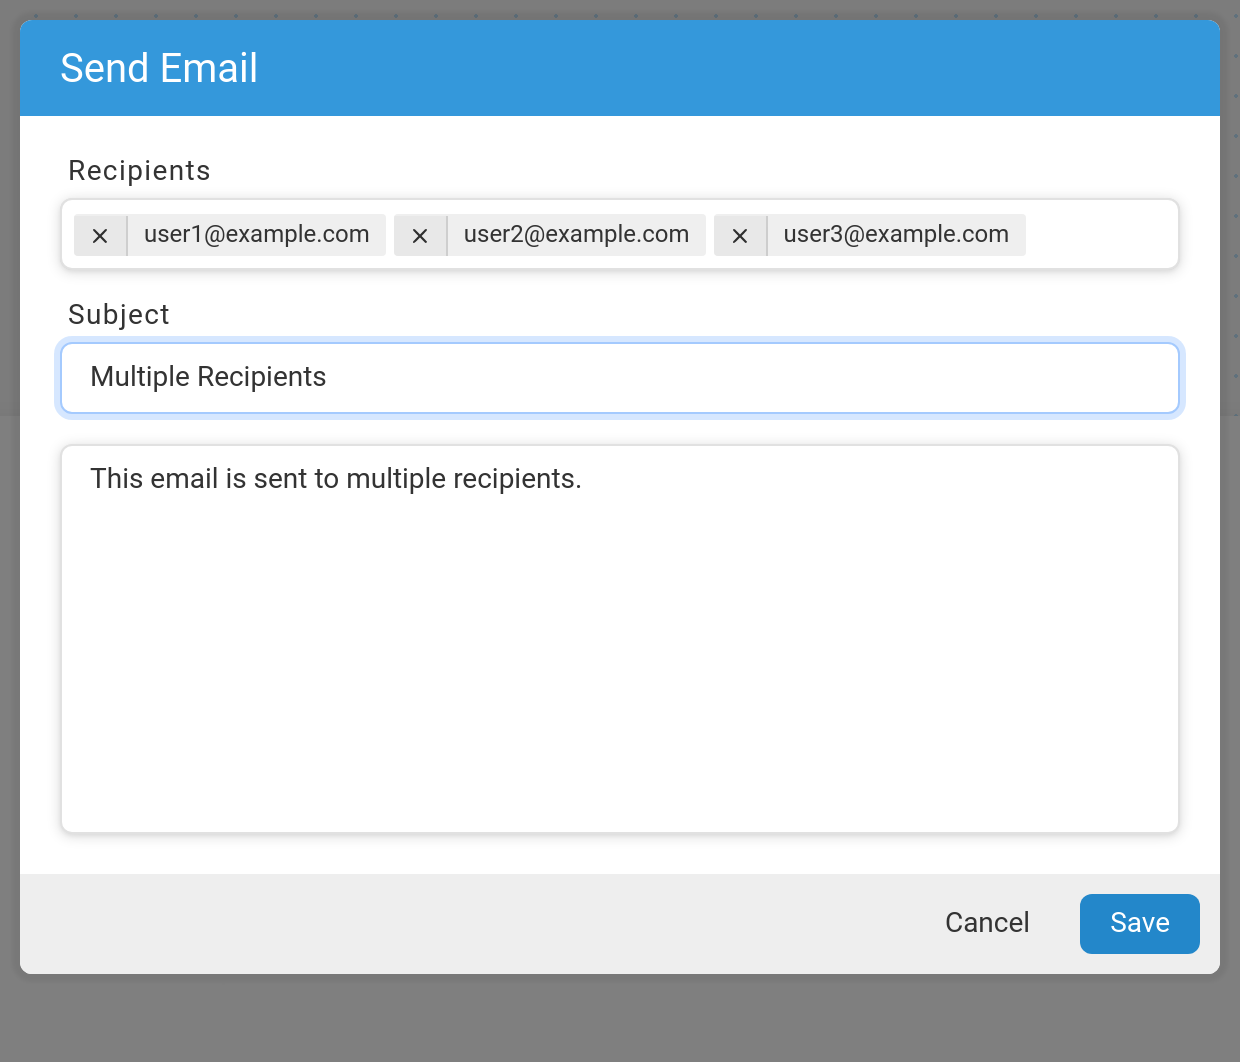 Send Email
Recipients
× user1@example.com × user2@example.com × user3@example.com
Subject
Multiple Recipients
This email is sent to multiple recipients.
Cancel Save